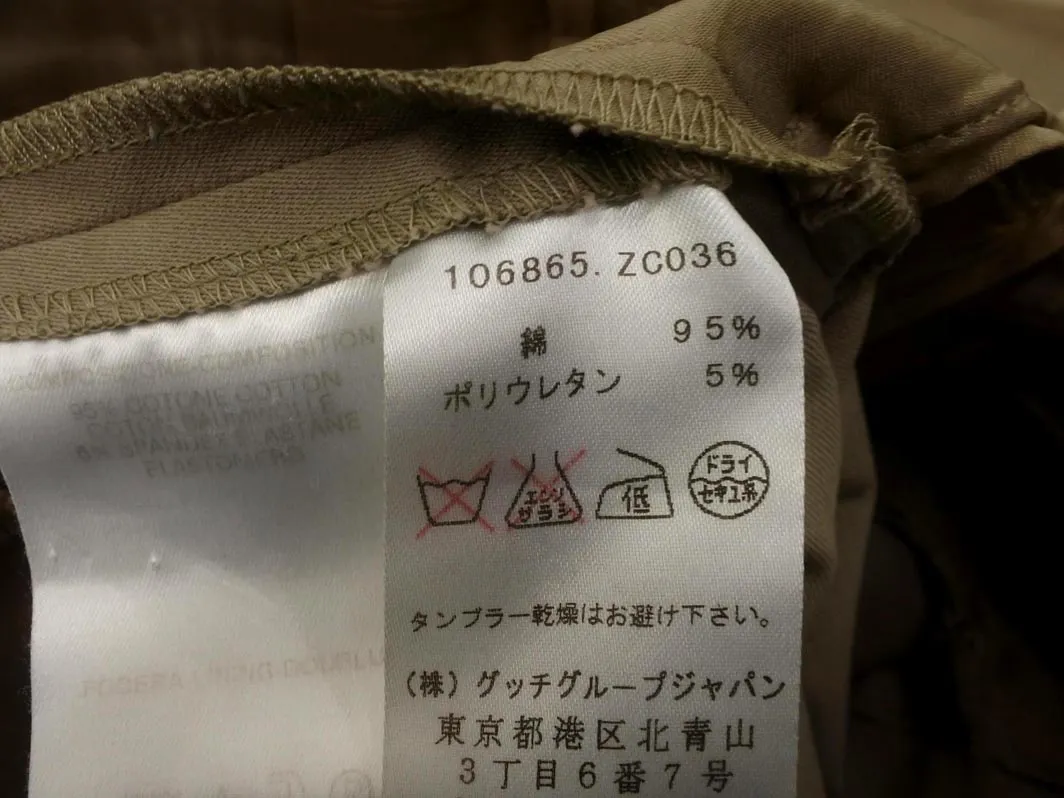 106865. ZC036
綿 95%
ポリウレタン 5%
エンソ
サラシ
低
ドライ
セキユ系
タンブラー乾燥はお避け下さい。
(株)グッチグループジャパン
東京都港区北青山
3丁目6番7号
COMPOSIZIONE-COMPOSITION
95% COTONE COTTON